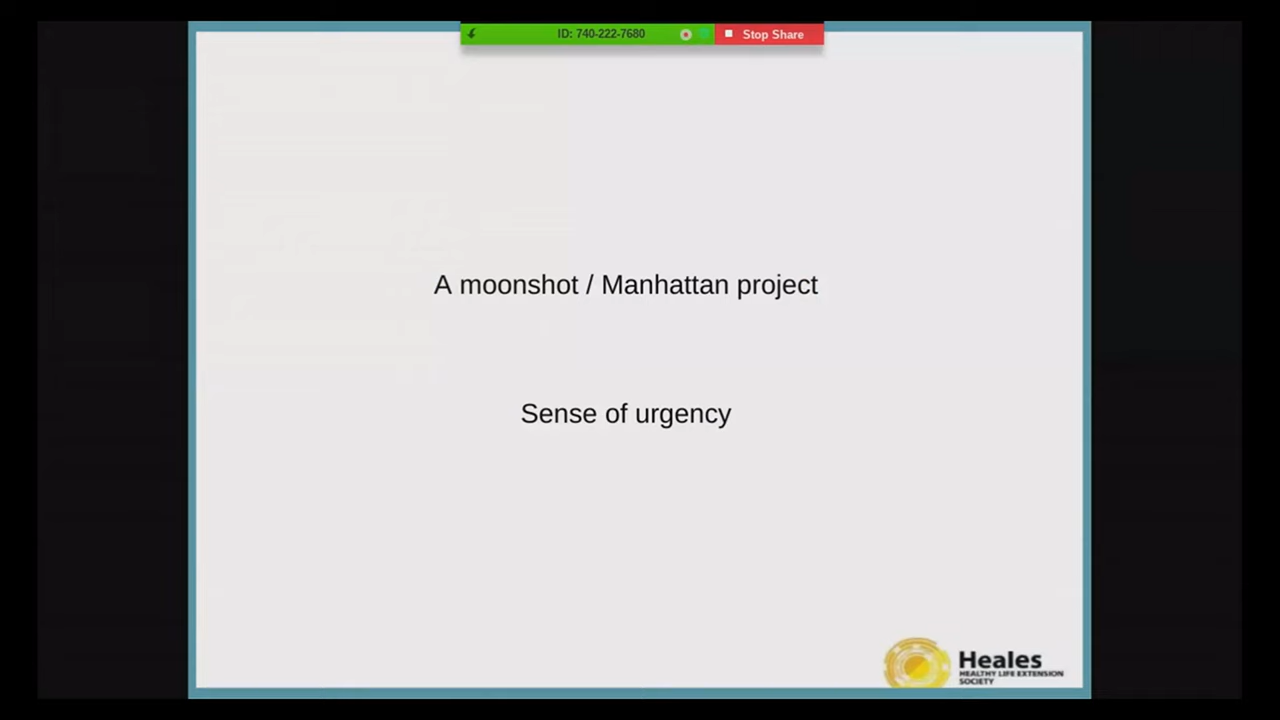 ID: 740-222-7680
Stop Share
A moonshot / Manhattan project
Sense of urgency
Heales
HEALTHY LIFE EXTENSION
SOCIETY